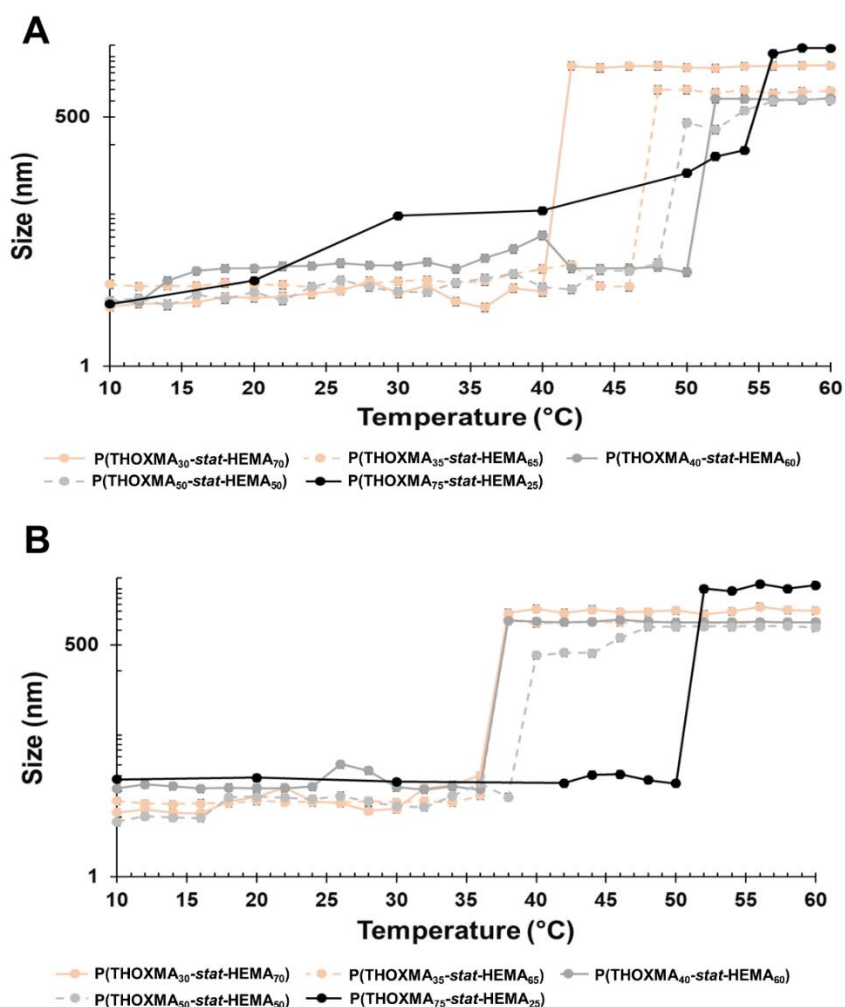 A
Size (nm)
500
1
10 15 20 25 30 35 40 45 50 55 60
Temperature (°C)
P(THOXMA₃₀-stat-HEMA₇₀) P(THOXMA₃₅-stat-HEMA₆₅) P(THOXMA₄₀-stat-HEMA₆₀)
P(THOXMA₅₀-stat-HEMA₅₀) P(THOXMA₇₅-stat-HEMA₂₅)
B
Size (nm)
500
1
10 15 20 25 30 35 40 45 50 55 60
Temperature (°C)
P(THOXMA₃₀-stat-HEMA₇₀) P(THOXMA₃₅-stat-HEMA₆₅) P(THOXMA₄₀-stat-HEMA₆₀)
P(THOXMA₅₀-stat-HEMA₅₀) P(THOXMA₇₅-stat-HEMA₂₅)